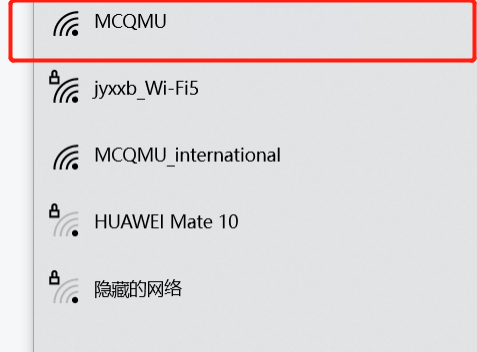 MCQMU
jyxxb_Wi-Fi5
MCQMU_international
HUAWEI Mate 10
隐藏的网络